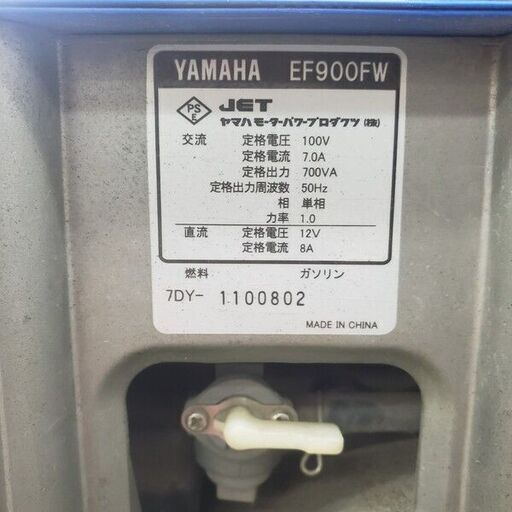 YAMAHA EF900FW
PS E JET
ヤマハモーターパワープロダクツ(株)
交流 定格電圧 100V
定格電流 7.0A
定格出力 700VA
定格出力周波数 50Hz
相 単相
力率 1.0
直流 定格電圧 12V
定格電流 8A
燃料 ガソリン
7DY- 1100802
MADE IN CHINA